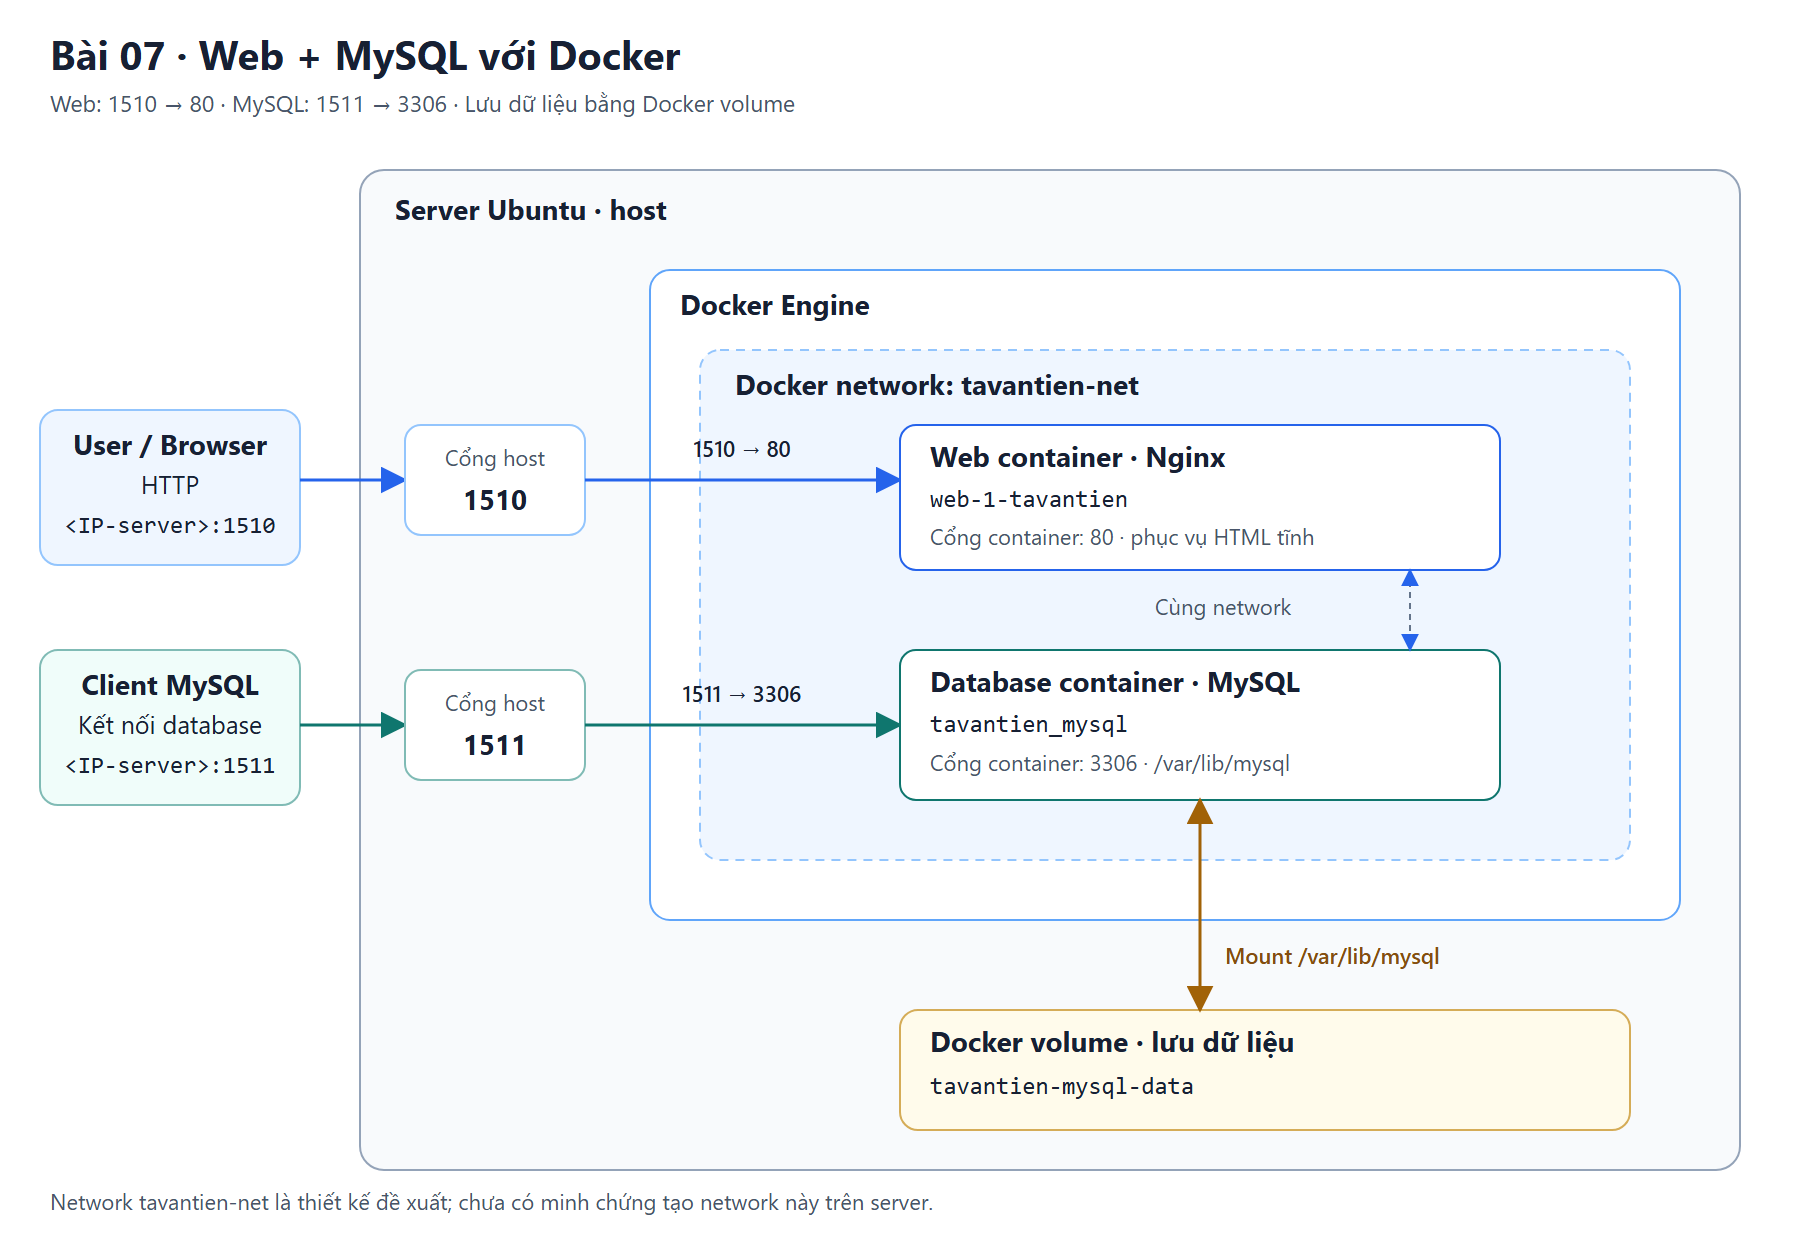 Bài 07 · Web + MySQL với Docker
Web: 1510 → 80 · MySQL: 1511 → 3306 · Lưu dữ liệu bằng Docker volume
Server Ubuntu · host
Docker Engine
Docker network: tavantien-net
User / Browser
HTTP
<IP-server>:1510
Cổng host
1510
1510 → 80
Web container · Nginx
web-1-tavantien
Cổng container: 80 · phục vụ HTML tĩnh
Cùng network
Client MySQL
Kết nối database
<IP-server>:1511
Cổng host
1511
1511 → 3306
Database container · MySQL
tavantien_mysql
Cổng container: 3306 · /var/lib/mysql
Mount /var/lib/mysql
Docker volume · lưu dữ liệu
tavantien-mysql-data
Network tavantien-net là thiết kế đề xuất; chưa có minh chứng tạo network này trên server.